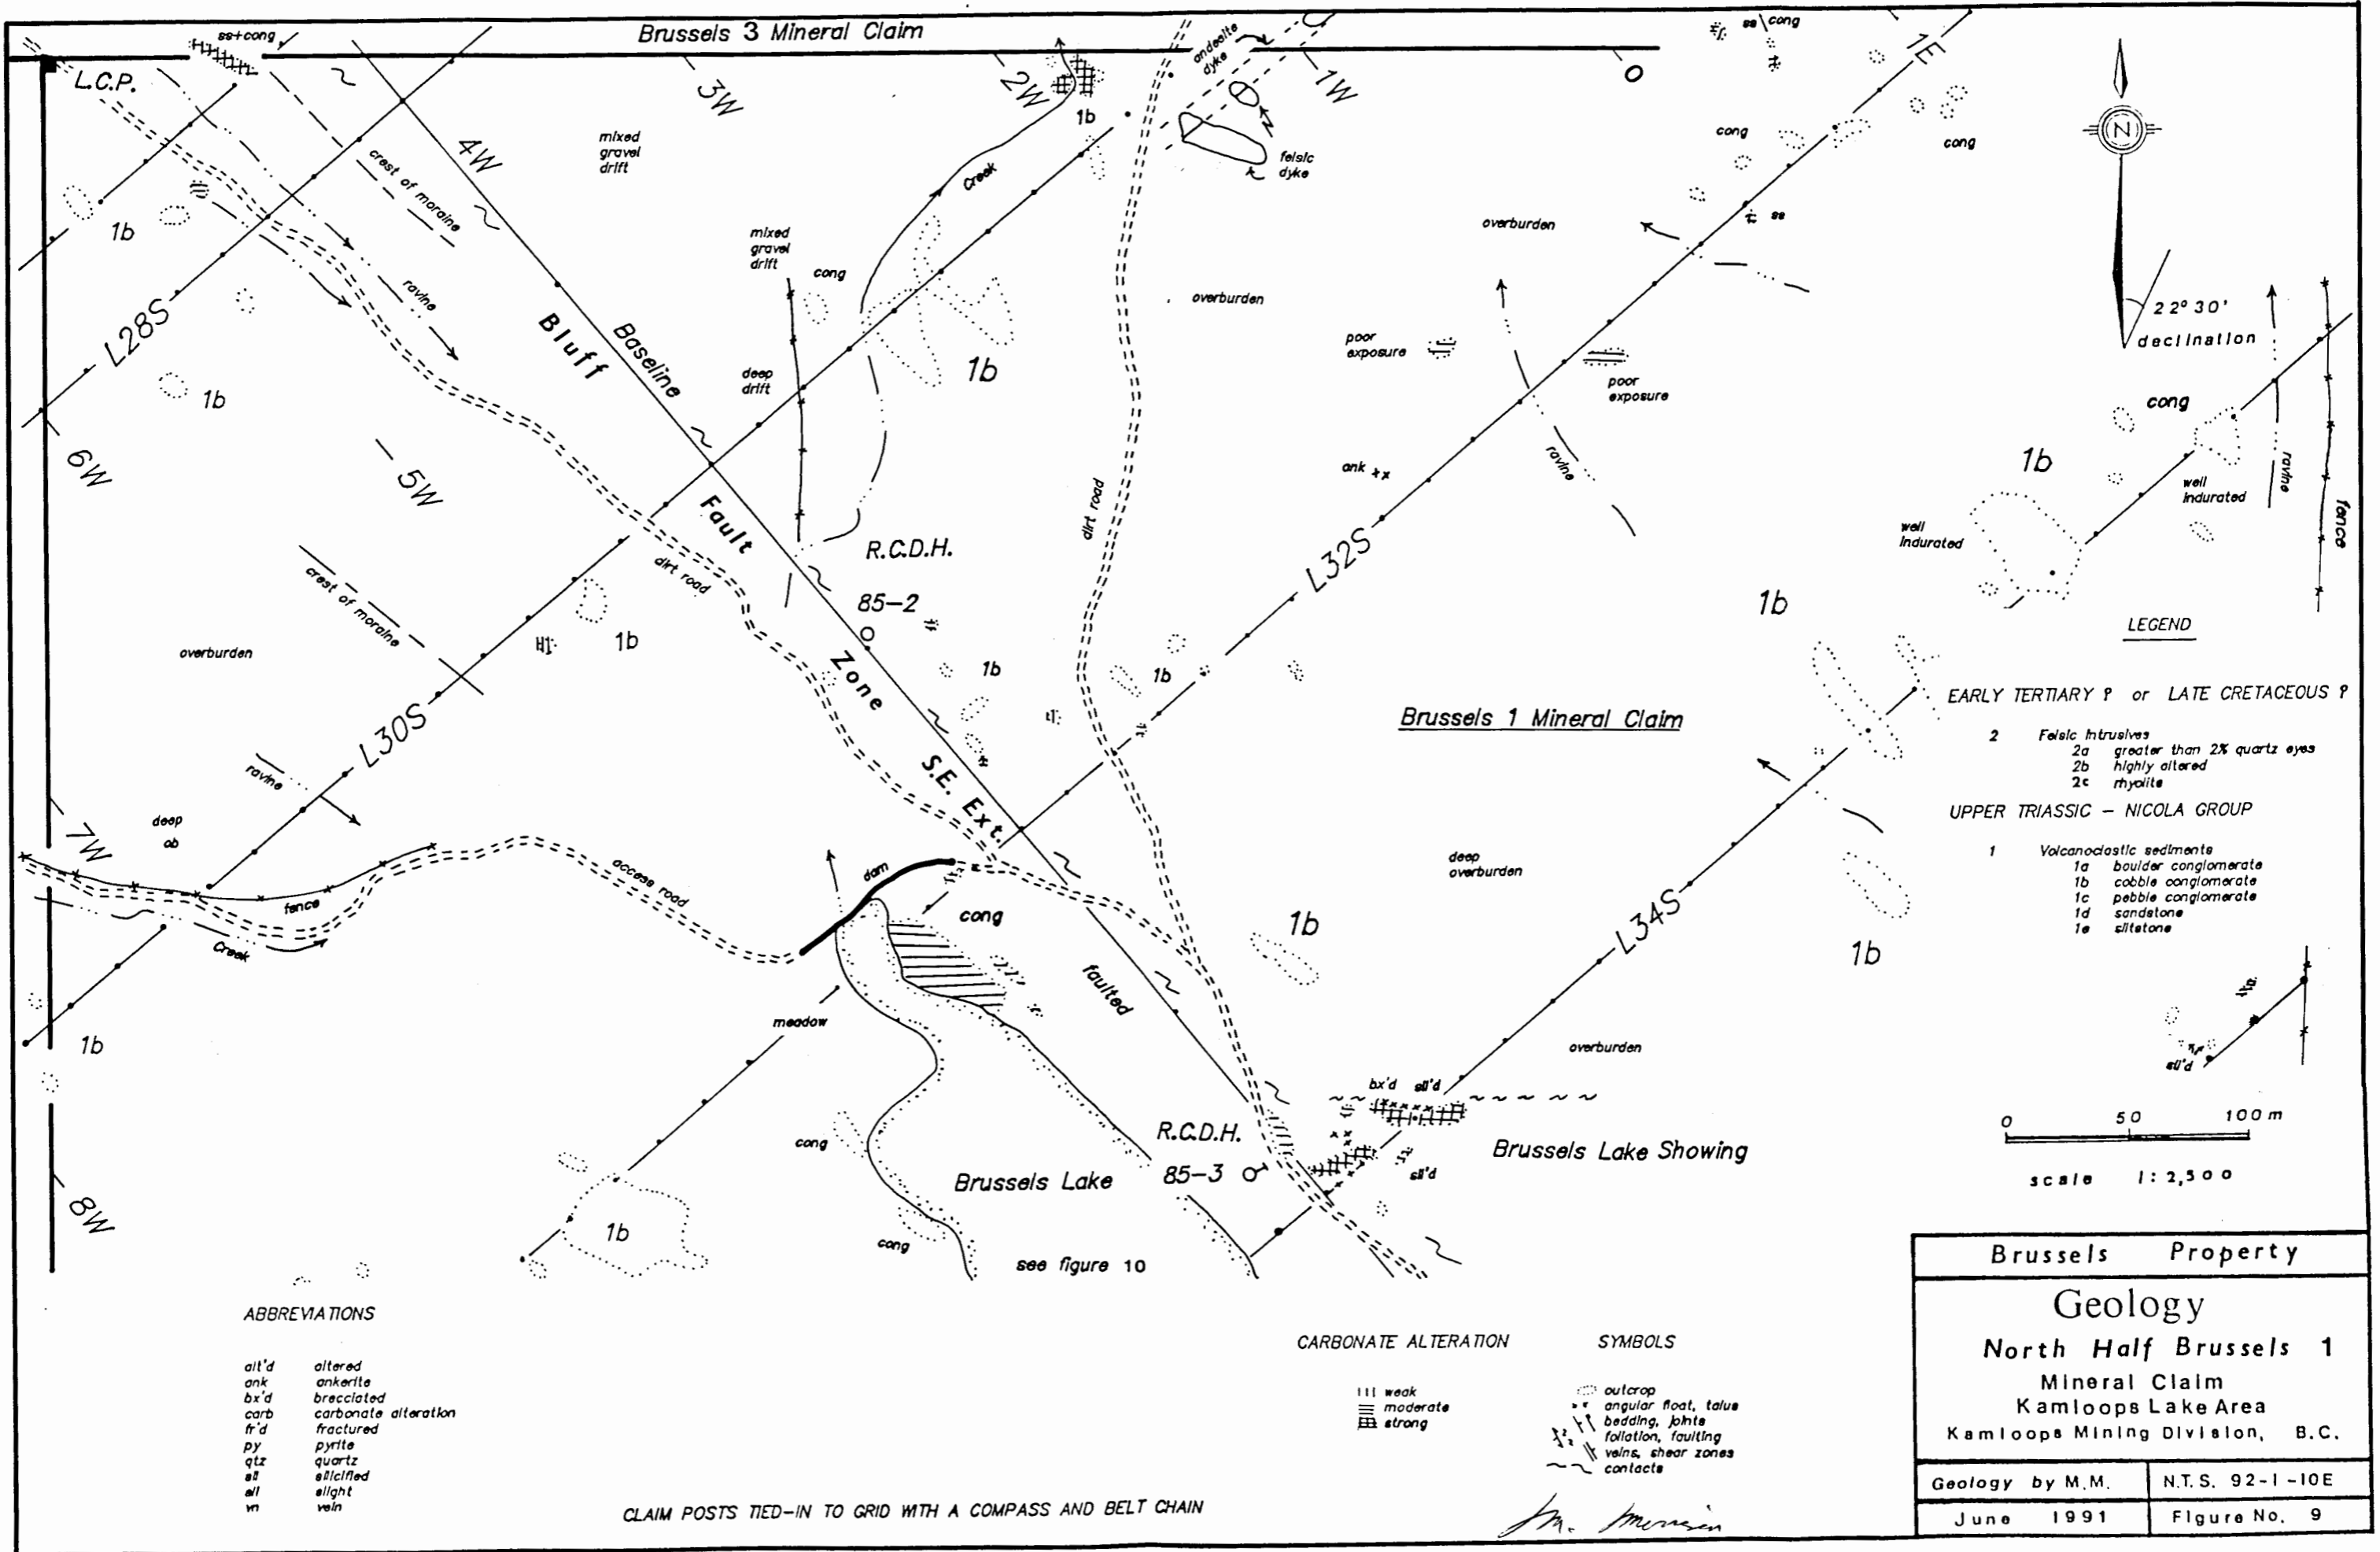 Brussels 3 Mineral Claim
ss+cong
L.C.P.
andesite
dyke
ss cong
1E
0
1W
2W
3W
4W
1b
felsic
dyke
cong
cong
N
ss
overburden
mixed
gravel
drift
crest of moraine
Creek
1b
ravine
mixed
gravel
drift
cong
overburden
22° 30'
declination
L28S
Bluff
Baseline
poor
exposure
poor
exposure
1b
deep
drift
1b
cong
1b
ravine
fence
well
indurated
well
indurated
6W
5W
ank
ravine
dirt road
Fault
L32S
R.C.D.H.
85-2
dirt road
crest of moraine
1b
LEGEND
overburden
1b
Zone
1b
1b
EARLY TERTIARY ? or LATE CRETACEOUS ?
2 Felsic Intrusives
2a greater than 2% quartz eyes
2b highly altered
2c rhyolite
UPPER TRIASSIC - NICOLA GROUP
1 Volcanoclastic sediments
1a boulder conglomerate
1b cobble conglomerate
1c pebble conglomerate
1d sandstone
1e siltstone
Brussels 1 Mineral Claim
L30S
ravine
S.E. Ext.
deep
ob
7W
access road
dam
deep
overburden
fence
Creek
cong
1b
L34S
1b
faulted
meadow
1b
overburden
sil'd
bx'd sil'd
0 50 100 m
scale 1:2,500
cong
R.C.D.H.
85-3
Brussels Lake Showing
sil'd
Brussels Lake
8W
1b
cong
see figure 10
ABBREVIATIONS
alt'd altered
ank ankerite
bx'd brecciated
carb carbonate alteration
fr'd fractured
py pyrite
qtz quartz
sil silicified
sll slight
vn vein
CARBONATE ALTERATION
weak
moderate
strong
SYMBOLS
outcrop
angular float, talus
bedding, joints
foliation, faulting
veins, shear zones
contacts
CLAIM POSTS TIED-IN TO GRID WITH A COMPASS AND BELT CHAIN
Brussels Property
Geology
North Half Brussels 1
Mineral Claim
Kamloops Lake Area
Kamloops Mining Division, B.C.
Geology by M.M.
N.T.S. 92-I-10E
June 1991
Figure No. 9